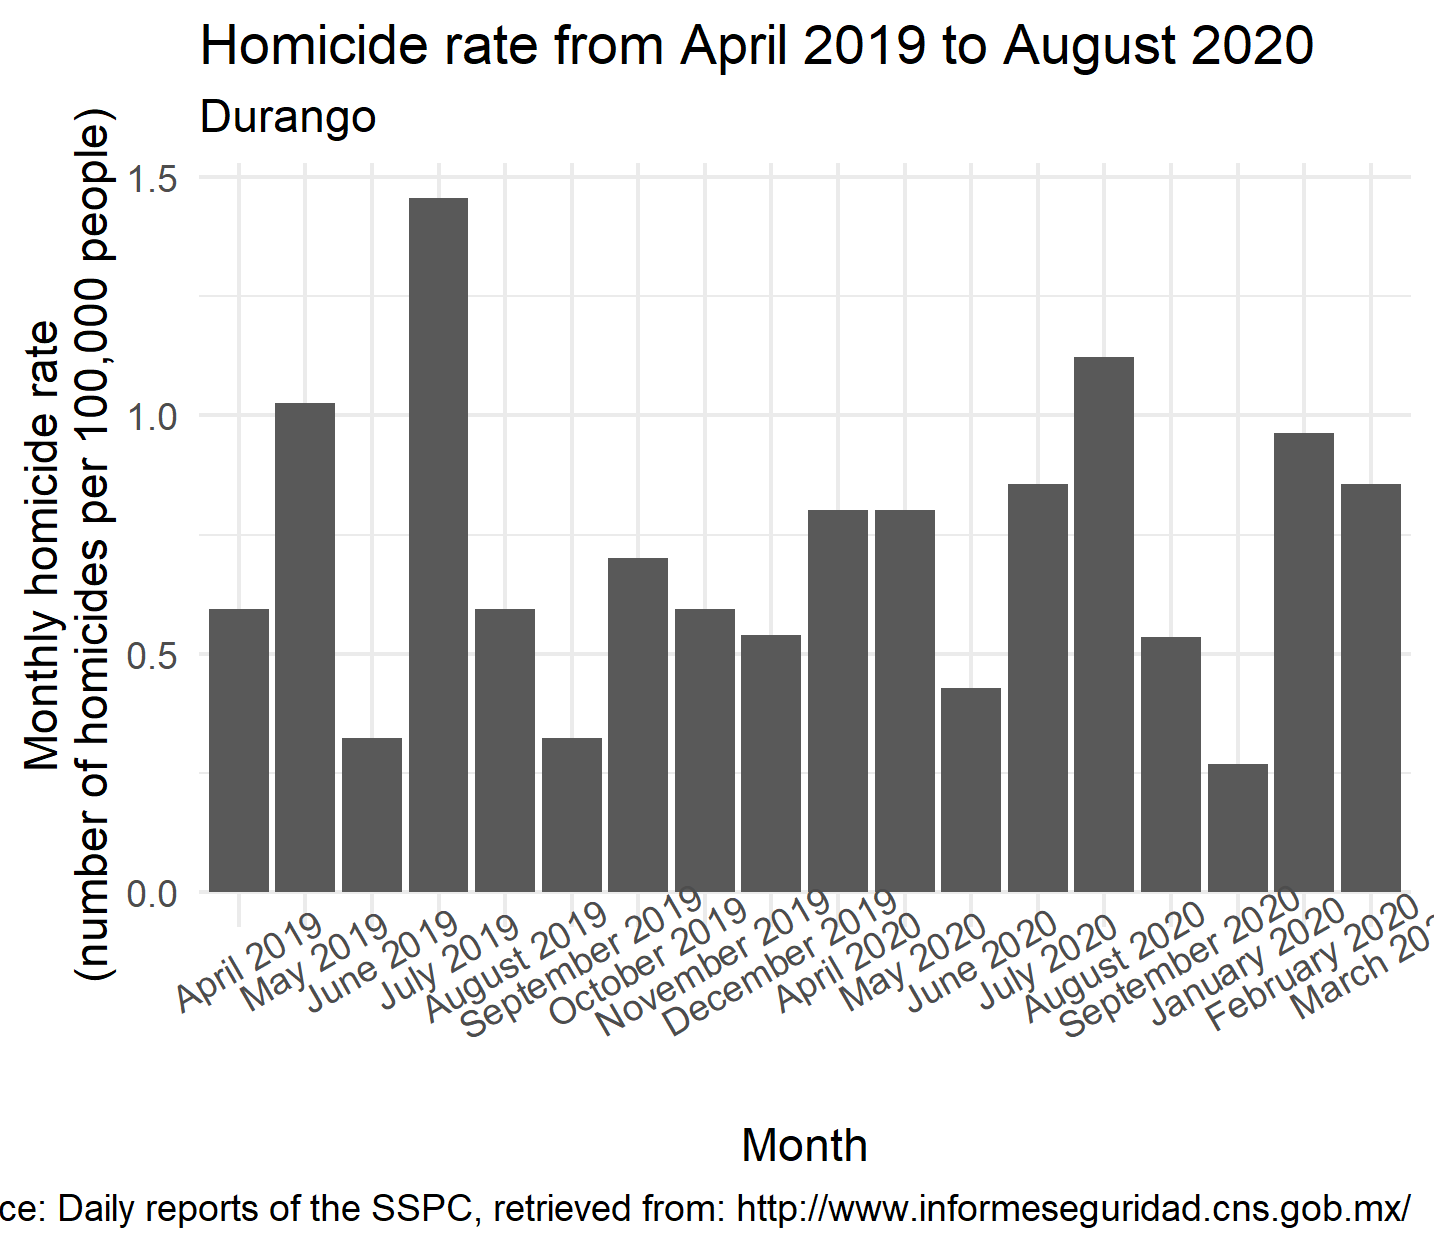 Homicide rate from April 2019 to August 2020
Durango
Monthly homicide rate
(number of homicides per 100,000 people)
1.5
1.0
0.5
0.0
April 2019
May 2019
June 2019
July 2019
August 2019
September 2019
October 2019
November 2019
December 2019
April 2020
May 2020
June 2020
July 2020
August 2020
September 2020
January 2020
February 2020
March
Month
Daily reports of the SSPC, retrieved from: http://www.informeseguridad.cns.gob.mx/